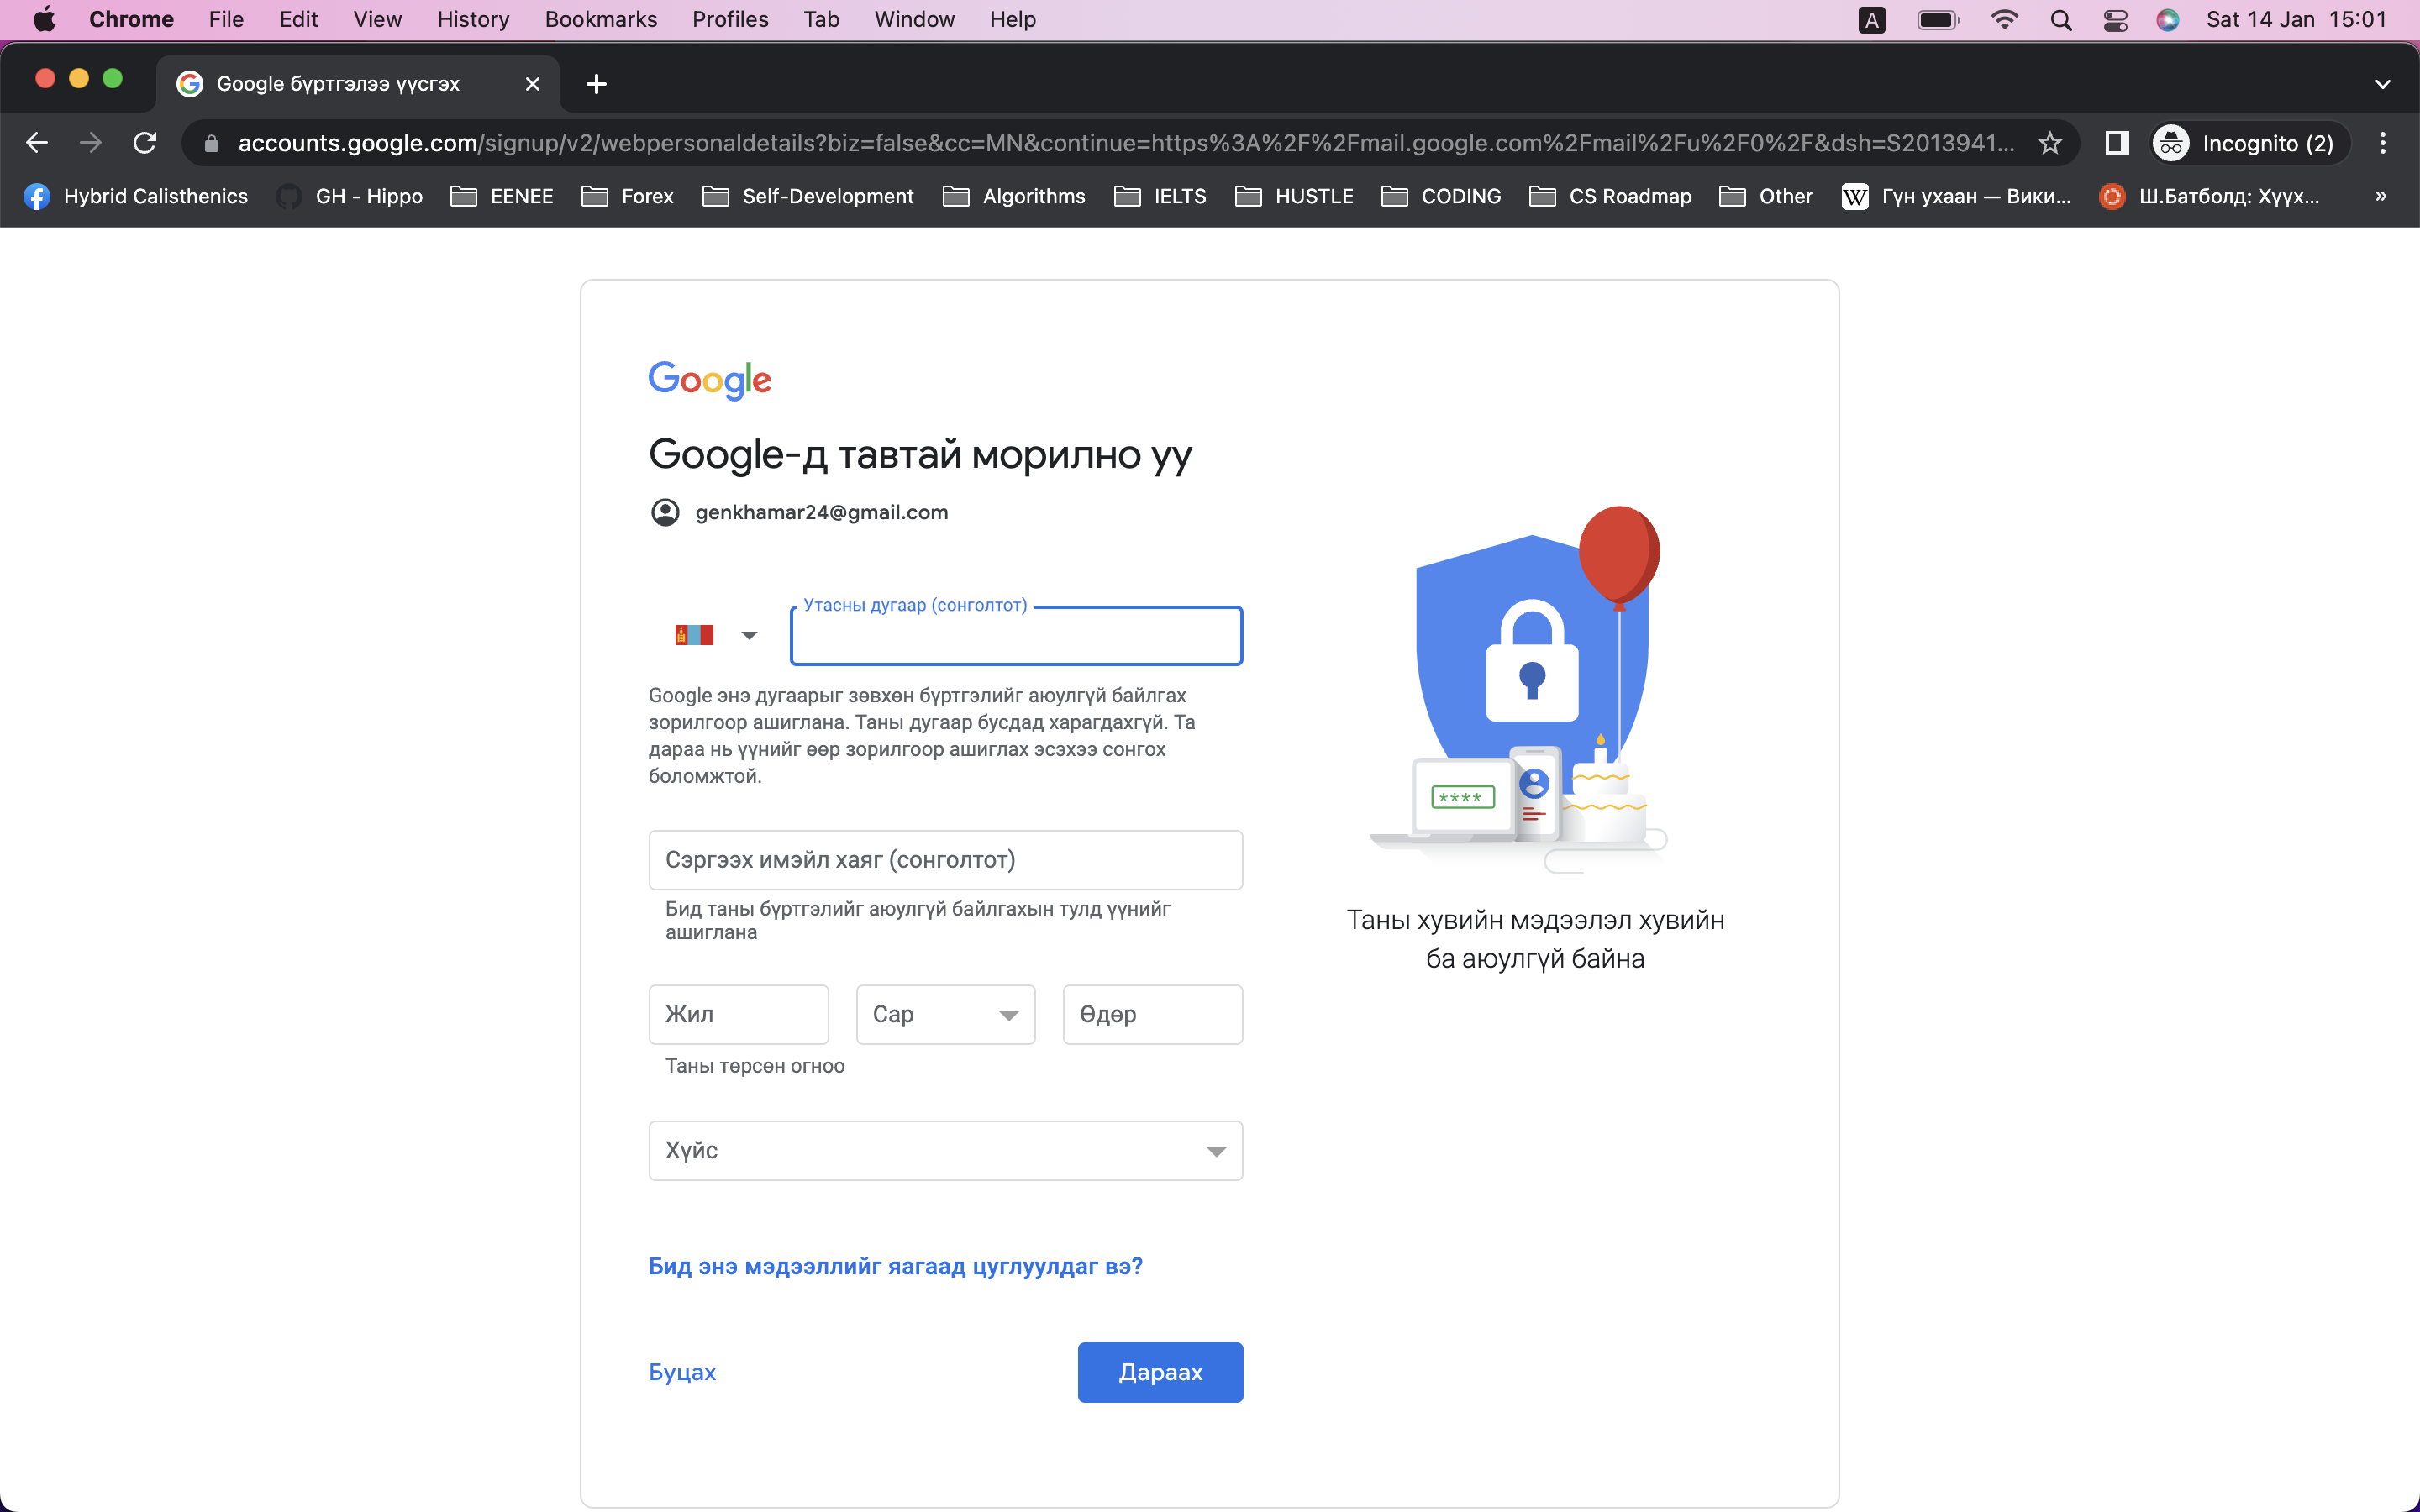 Chrome File Edit View History Bookmarks Profiles Tab Window Help A Sat 14 Jan 15:01
Google бүртгэлээ үүсгэх
accounts.google.com/signup/v2/webpersonaldetails?biz=false&cc=MN&continue=https%3A%2F%2Fmail.google.com%2Fmail%2Fu%2F0%2F&dsh=S2013941... Incognito (2)
Hybrid Calisthenics GH - Hippo EENEE Forex Self-Development Algorithms IELTS HUSTLE CODING CS Roadmap Other W Гүн ухаан — Вики... Ш.Батболд: Хүүх... »
Google
Google-д тавтай морилно уу
genkhamar24@gmail.com
Утасны дугаар (сонголтот)
Google энэ дугаарыг зөвхөн бүртгэлийг аюулгүй байлгах
зорилгоор ашиглана. Таны дугаар бусдад харагдахгүй. Та
дараа нь үүнийг өөр зорилгоор ашиглах эсэхээ сонгох
боломжтой.
Сэргээх имэйл хаяг (сонголтот)
Бид таны бүртгэлийг аюулгүй байлгахын тулд үүнийг
ашиглана
Жил Сар Өдөр
Таны төрсөн огноо
Хүйс
Бид энэ мэдээллийг яагаад цуглуулдаг вэ?
Буцах Дараах
****
Таны хувийн мэдээлэл хувийн
ба аюулгүй байна